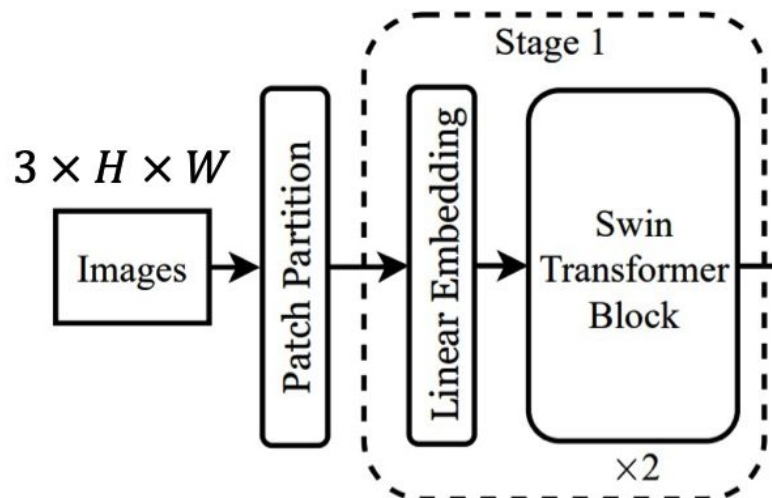 Stage 1
3 × H × W
Images
Patch Partition
Linear Embedding
Swin
Transformer
Block
×2